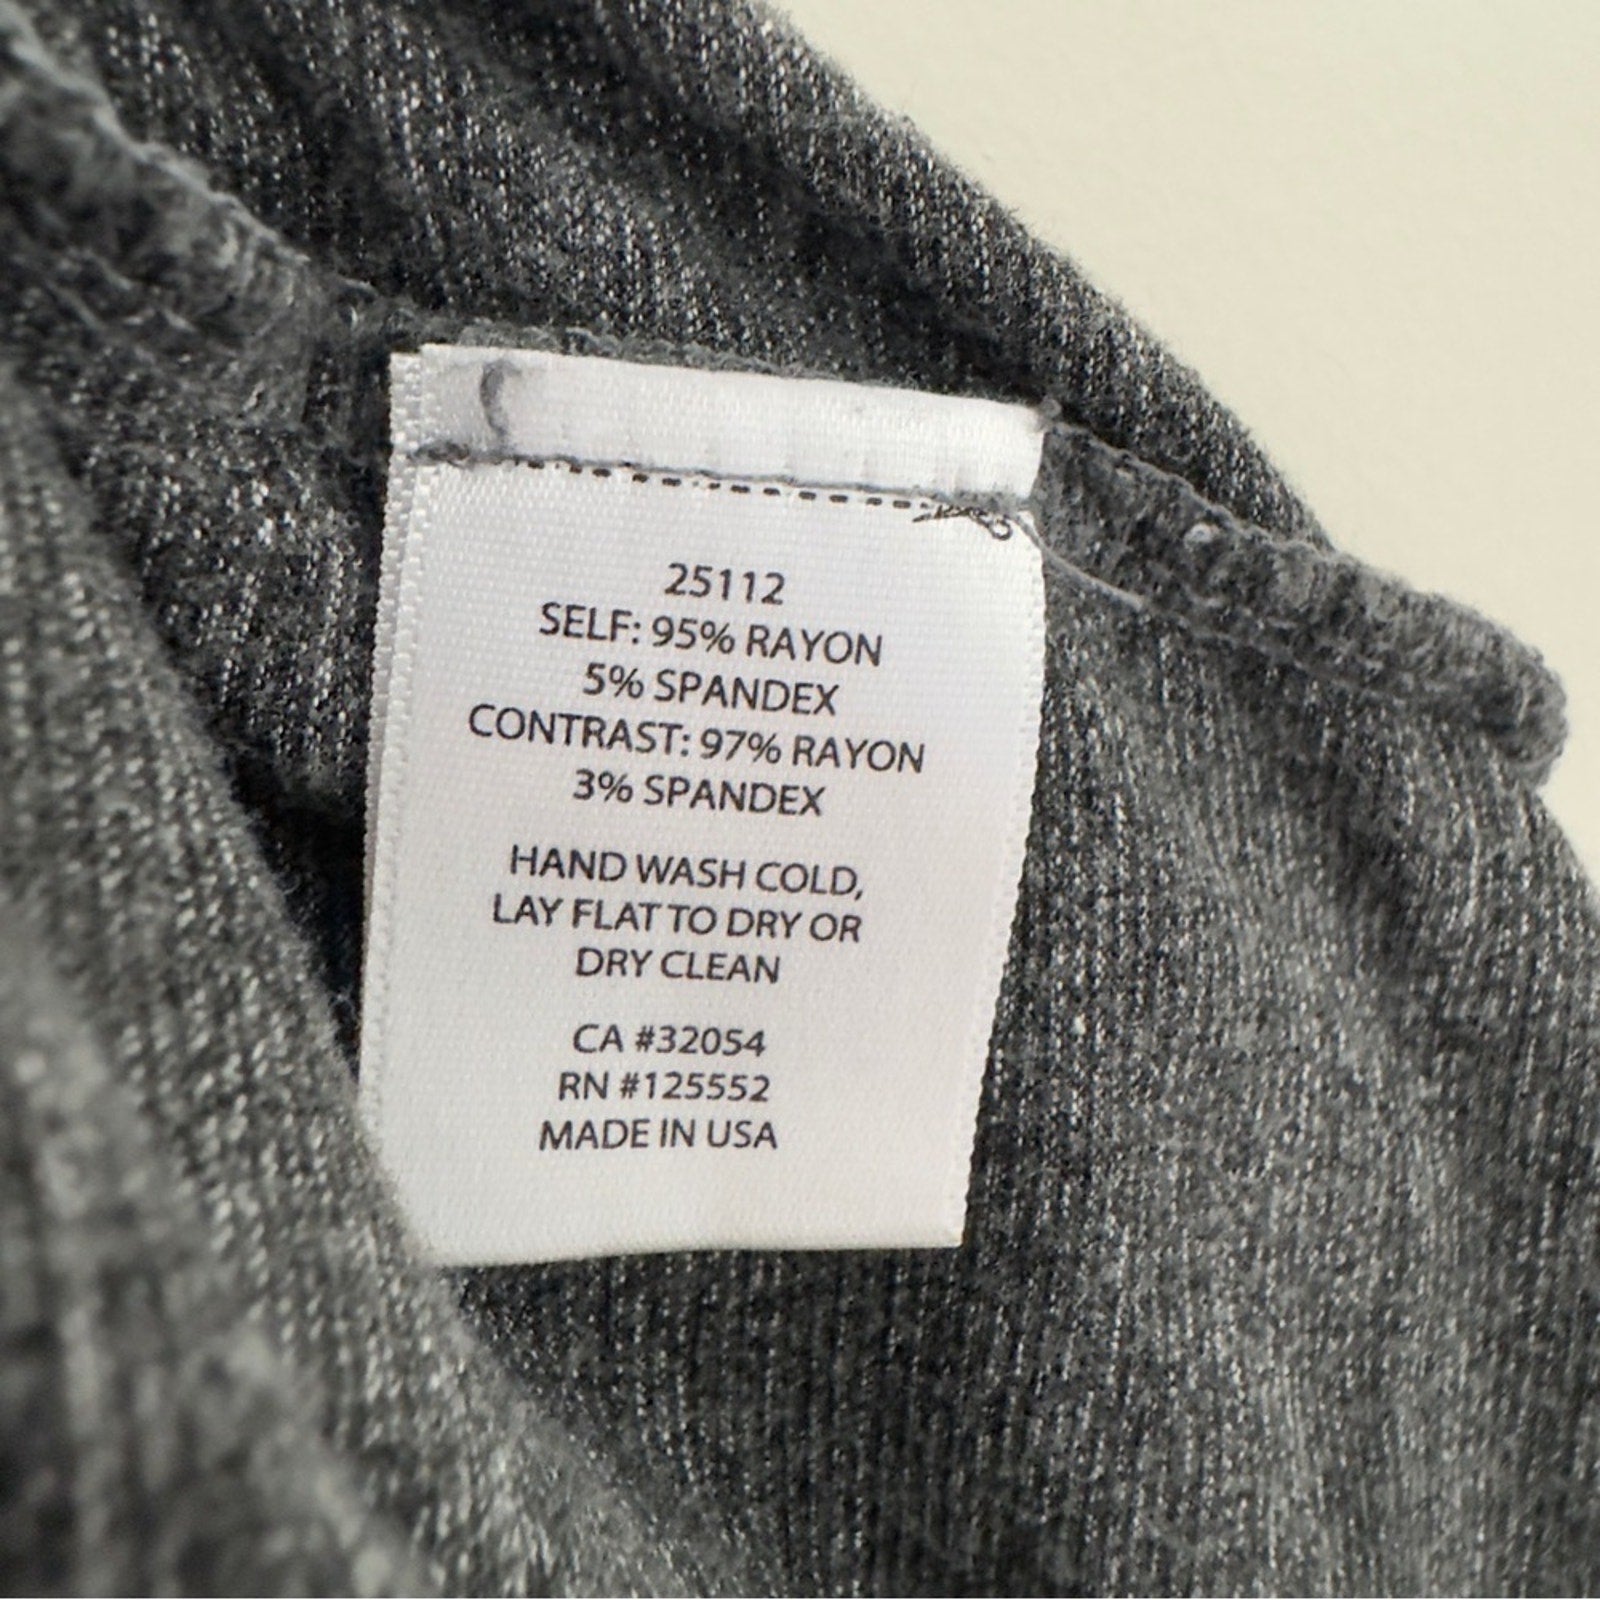 25112
SELF: 95% RAYON
5% SPANDEX
CONTRAST: 97% RAYON
3% SPANDEX
HAND WASH COLD,
LAY FLAT TO DRY OR
DRY CLEAN
CA #32054
RN #125552
MADE IN USA